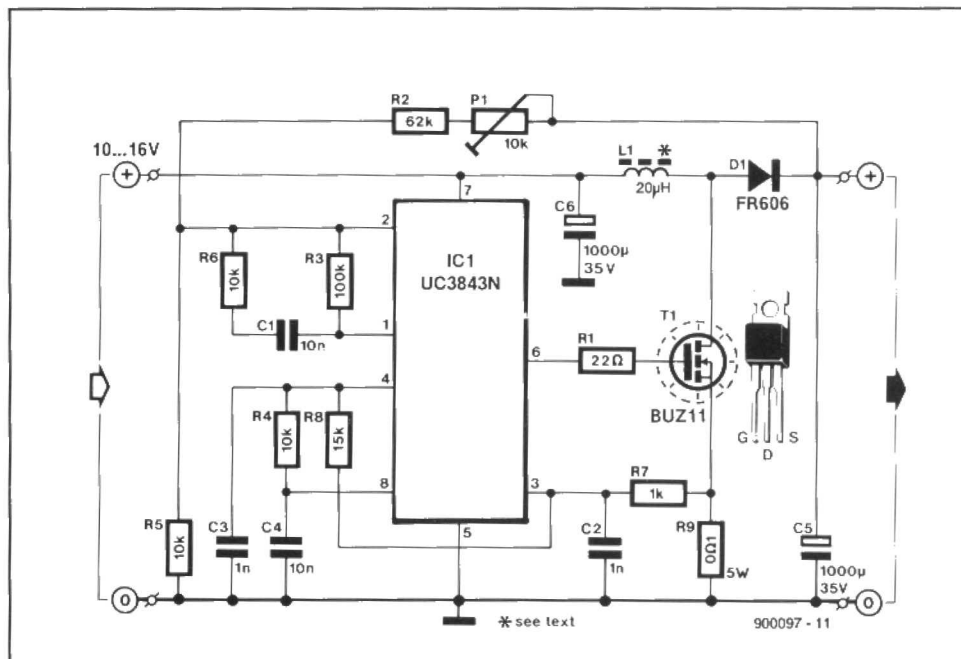 R2
62k
P1
10k
10...16V
+
L1
*
20µH
D1
FR606
+
7
2
C6
1000µ
35V
R6
10k
R3
100k
IC1
UC3843N
C1
10n
1
T1
6
R1
22Ω
BUZ11
4
R4
10k
R8
15k
G
D
S
8
3
R7
1k
R5
10k
C3
1n
C4
10n
5
C2
1n
R9
0Ω1
5W
C5
1000µ
35V
0
0
* see text
900097 - 11